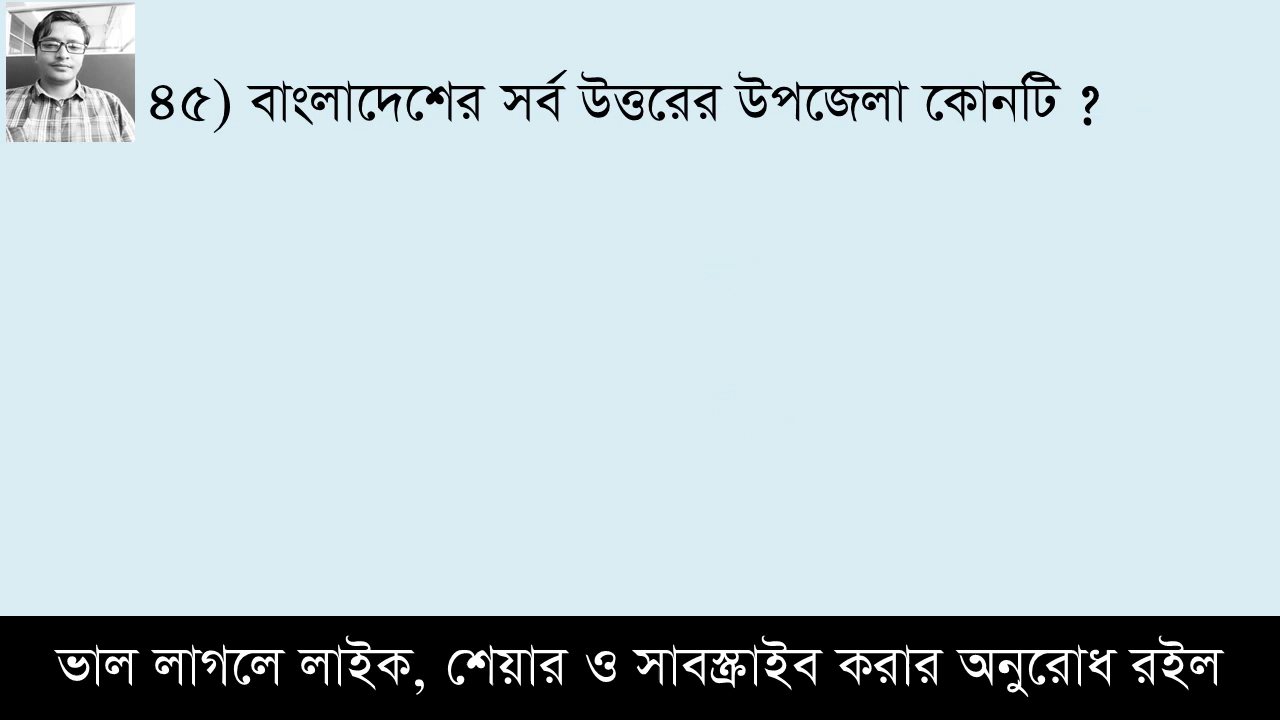 ৪৫) বাংলাদেশের সর্ব উত্তরের উপজেলা কোনটি ?
ভাল লাগলে লাইক, শেয়ার ও সাবস্ক্রাইব করার অনুরোধ রইল